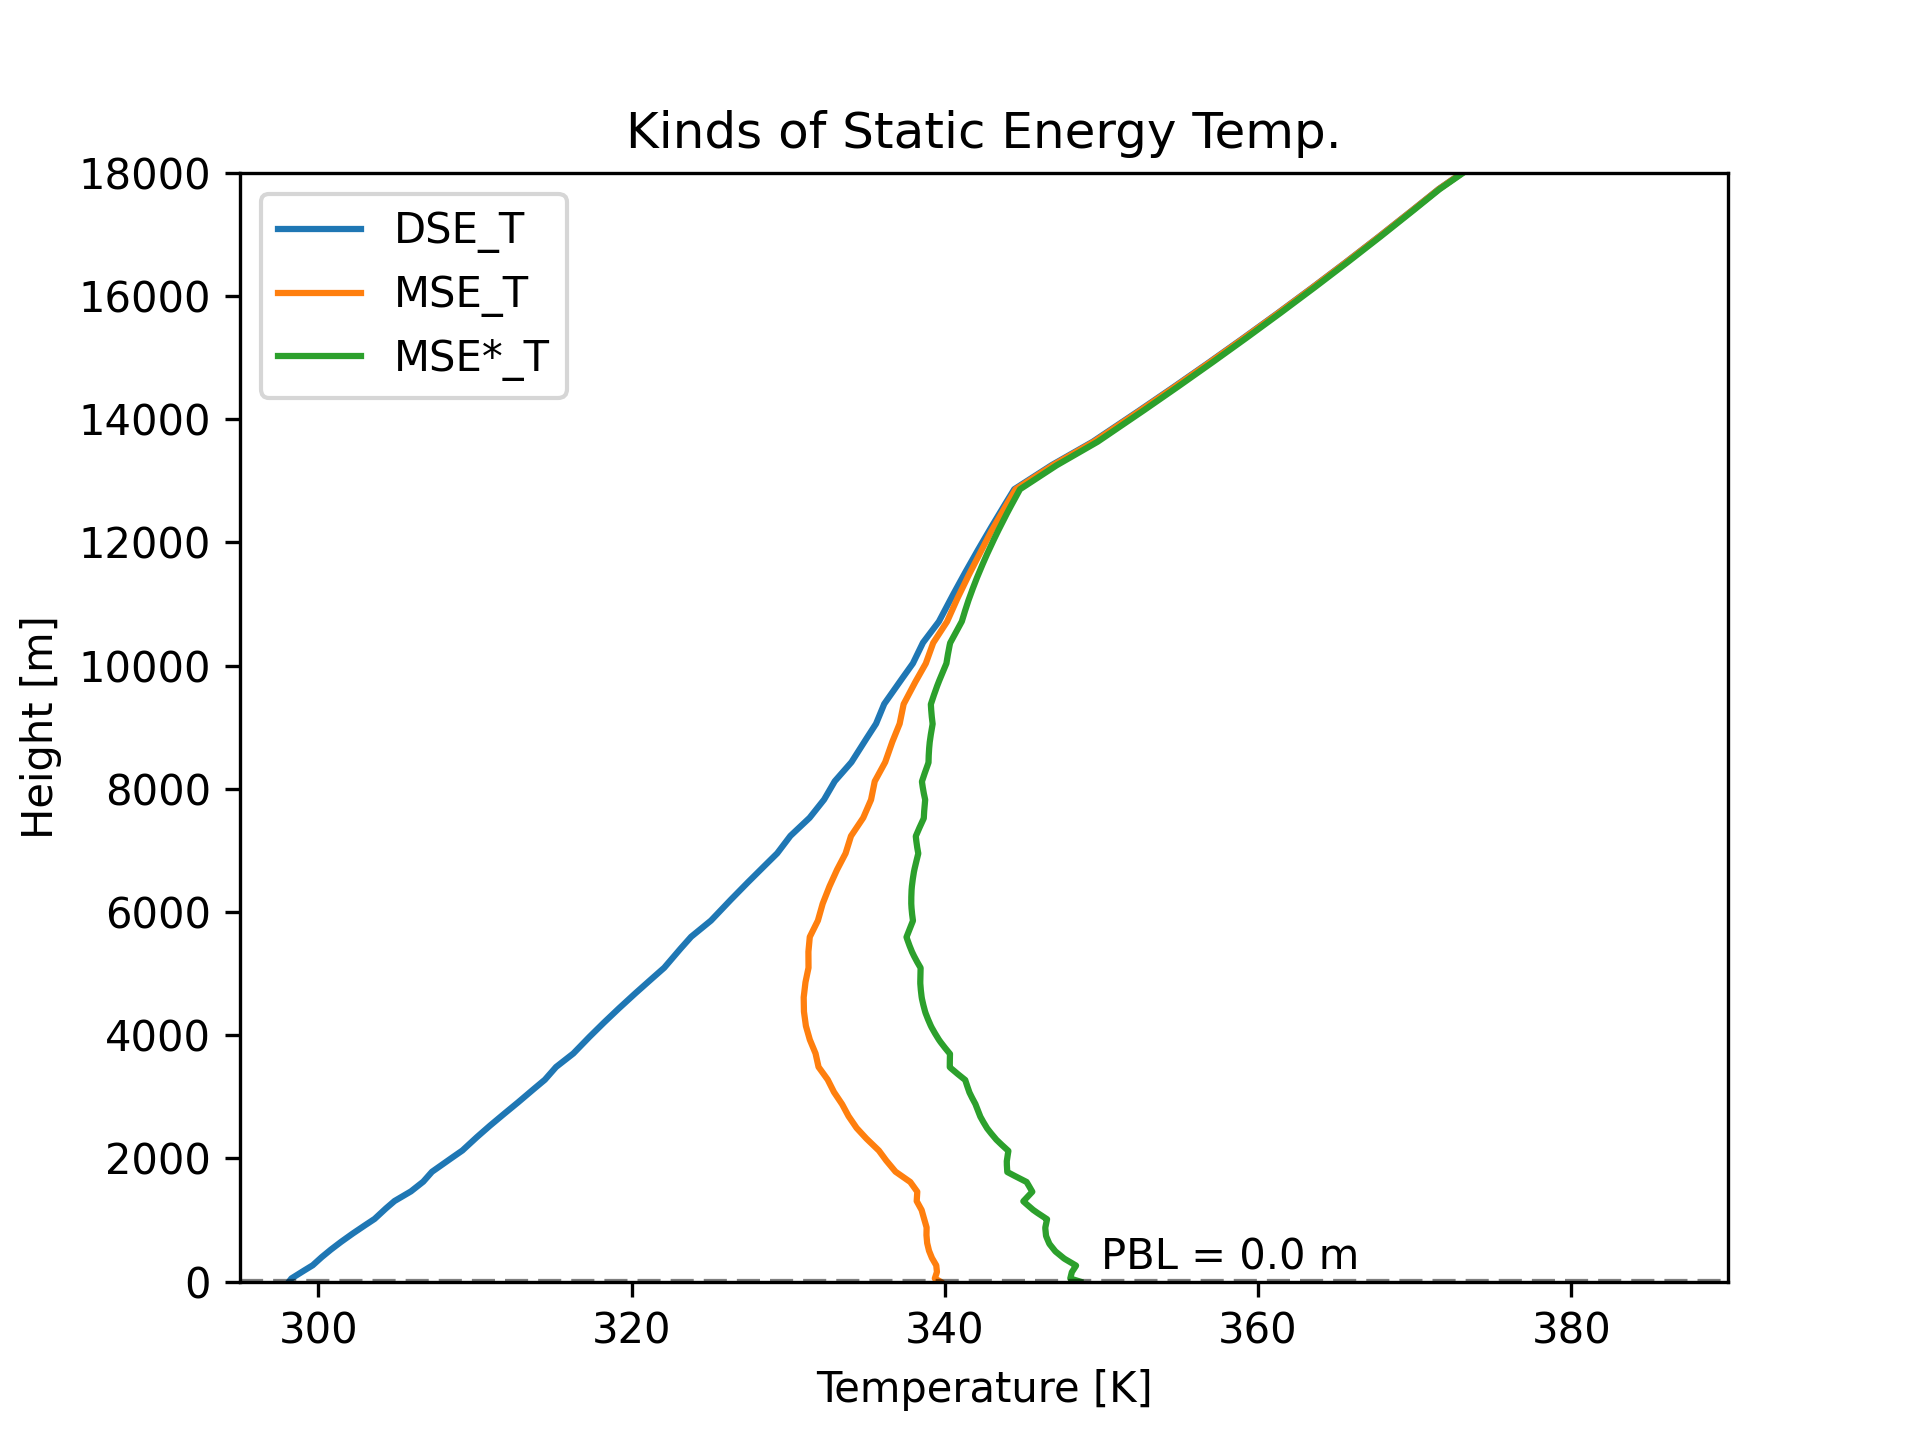 Kinds of Static Energy Temp.
18000
16000
14000
12000
10000
8000
6000
4000
2000
0
Height [m]
DSE_T
MSE_T
MSE*_T
PBL = 0.0 m
300 320 340 360 380
Temperature [K]